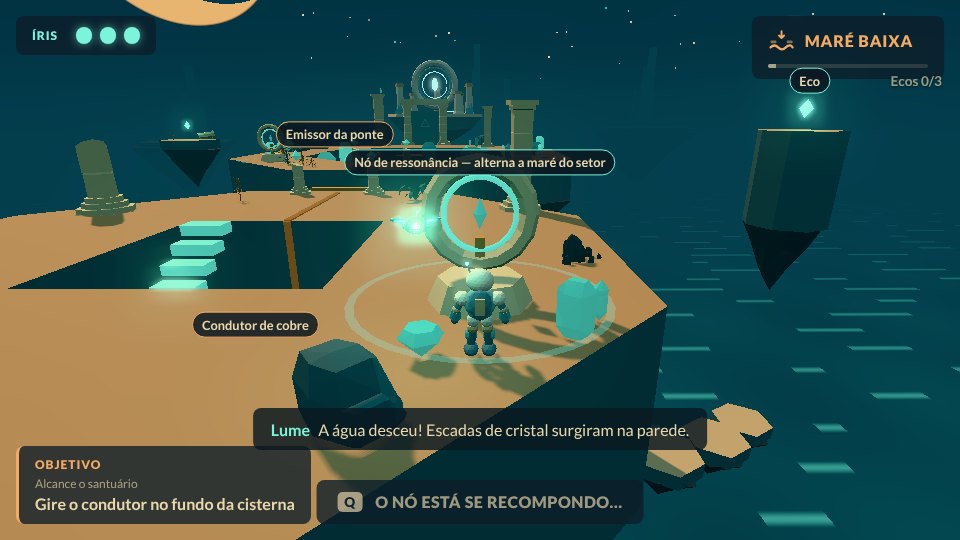 ÍRIS
MARÉ BAIXA
Eco
Ecos 0/3
Emissor da ponte
Nó de ressonância — alterna a maré do setor
Condutor de cobre
Lume A água desceu! Escadas de cristal surgiram na parede.
OBJETIVO
Alcance o santuário
Gire o condutor no fundo da cisterna
Q O NÓ ESTÁ SE RECOMPONDO...